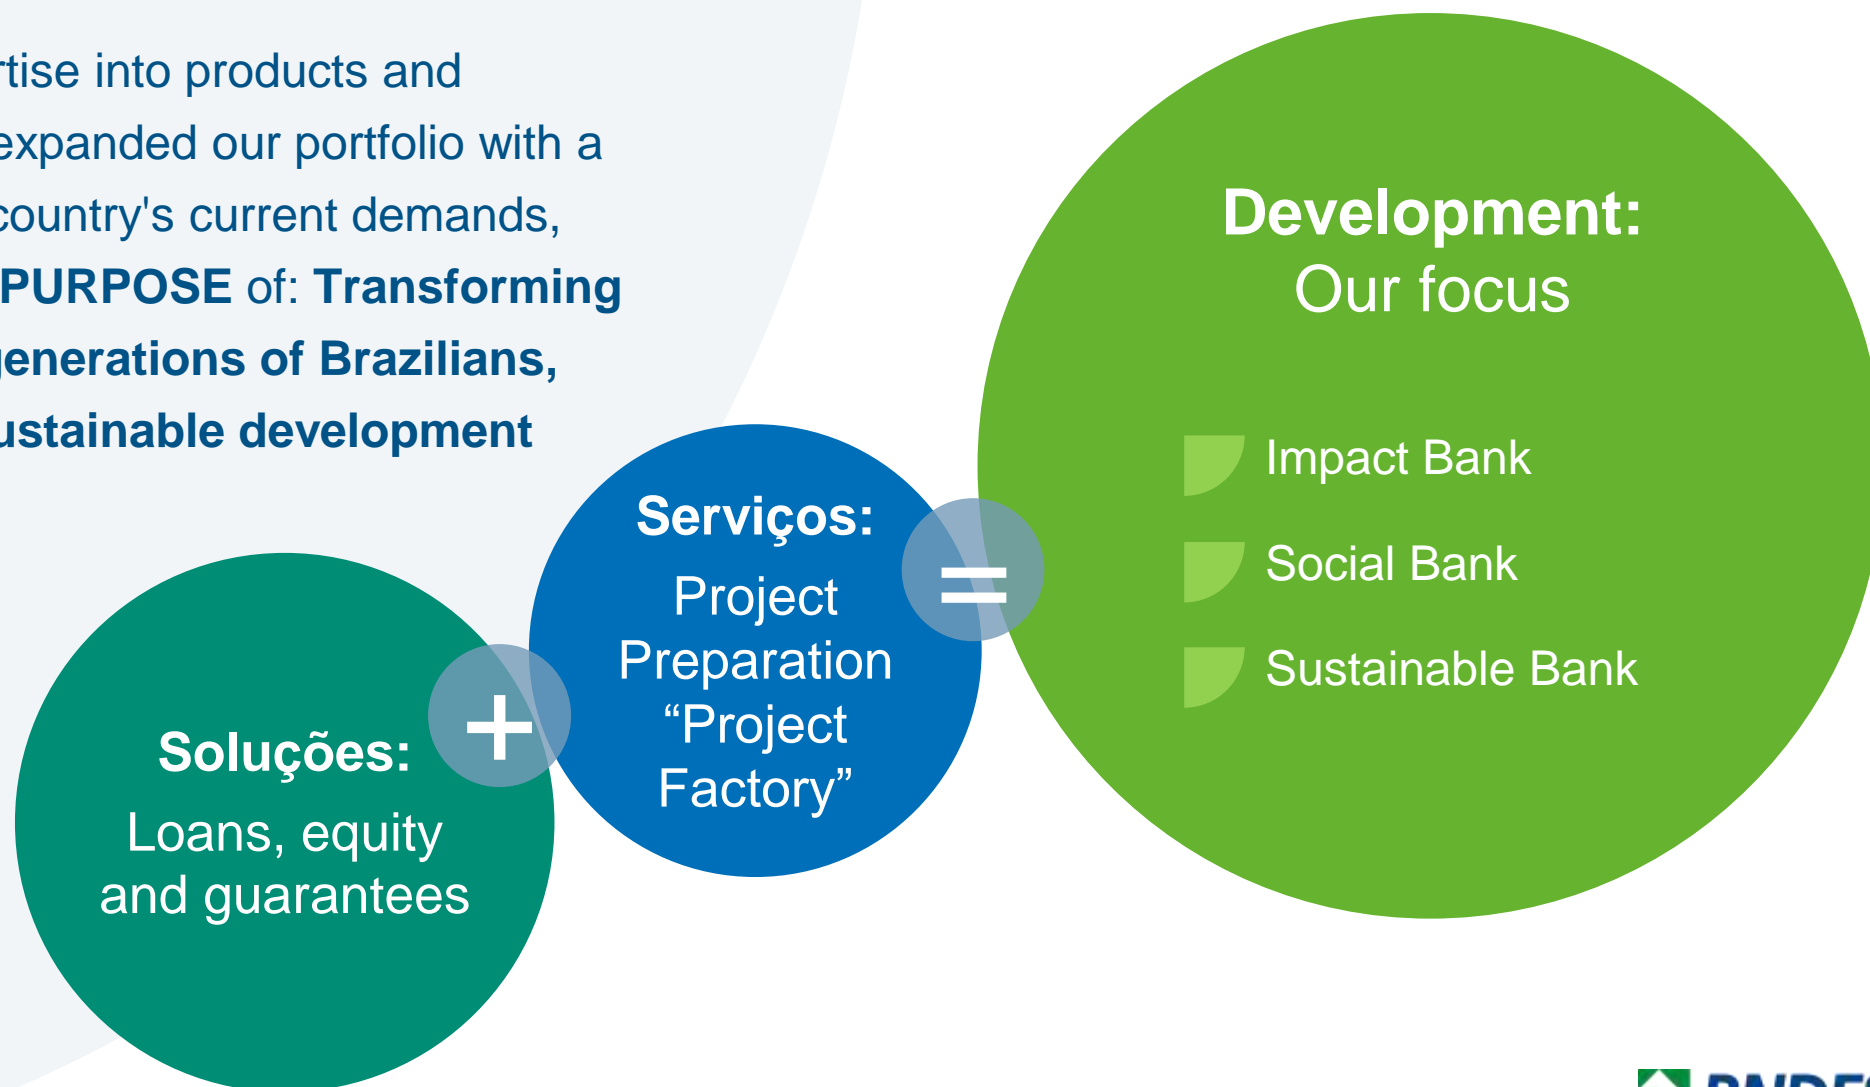 rtise into products and
expanded our portfolio with a
country's current demands,
PURPOSE of: Transforming
generations of Brazilians,
ustainable development
Soluções:
Loans, equity
and guarantees
+
Serviços:
Project
Preparation
“Project
Factory”
=
Development:
Our focus
Impact Bank
Social Bank
Sustainable Bank